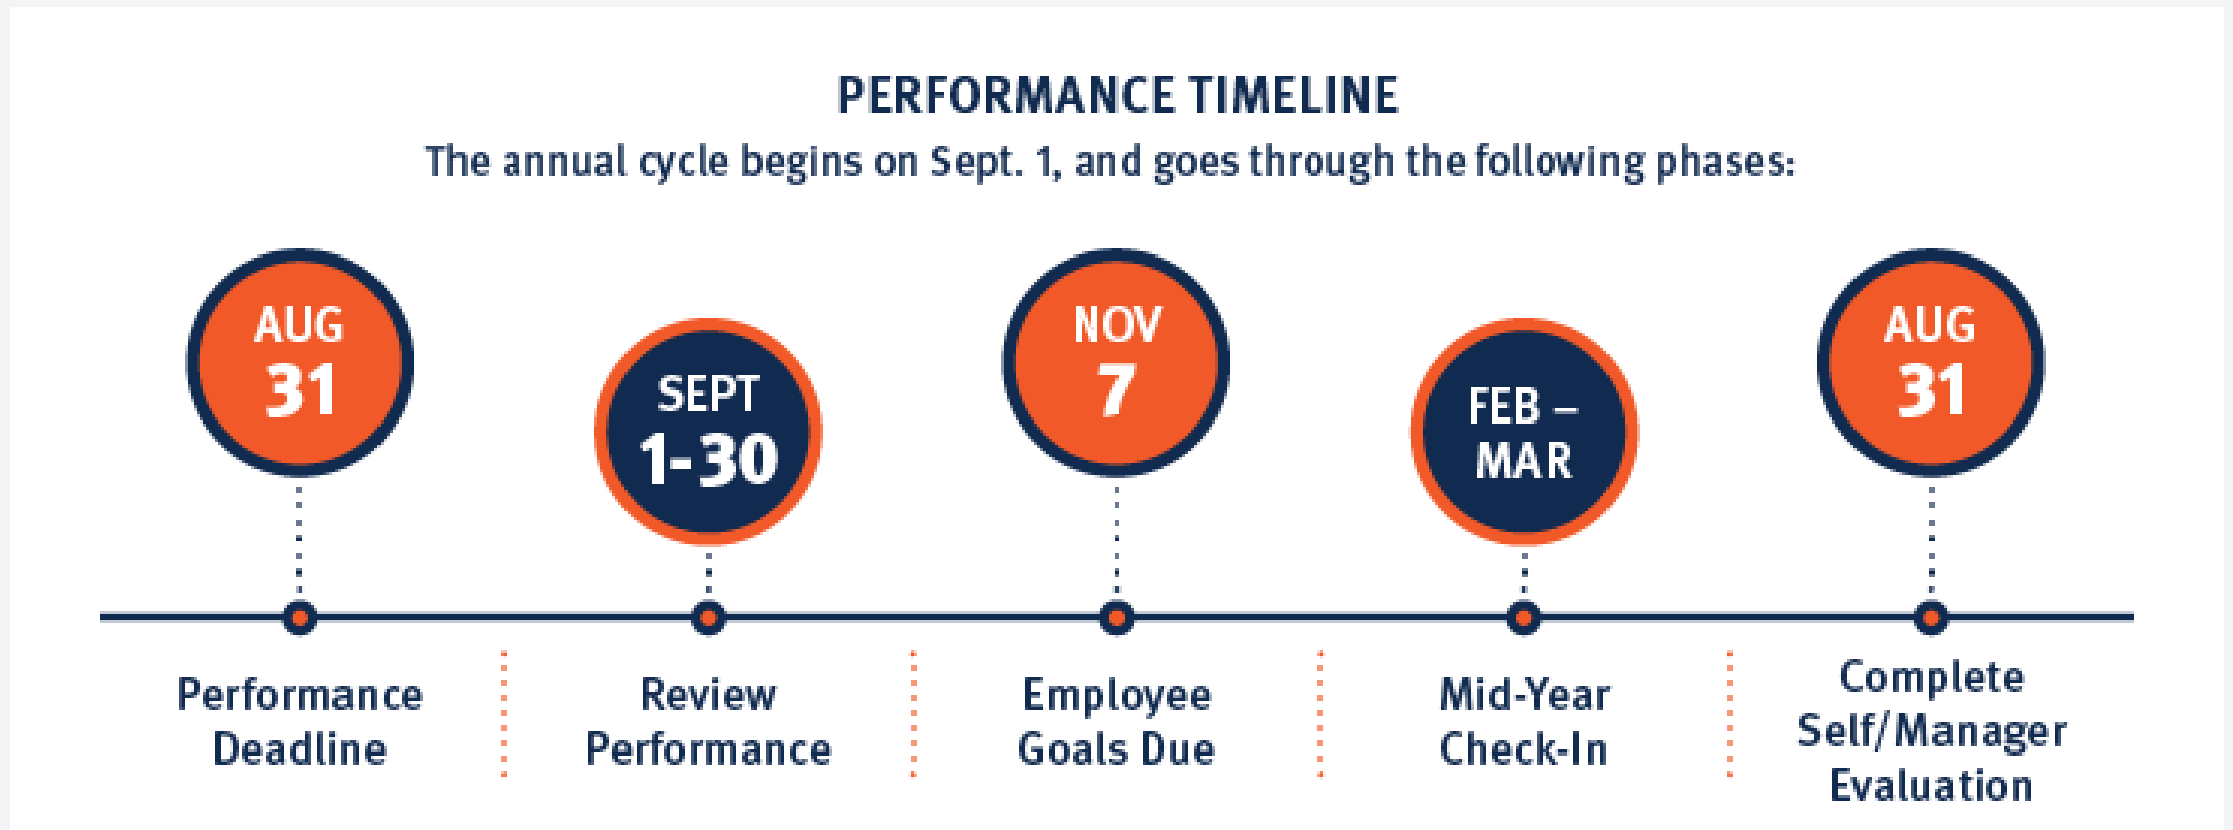 PERFORMANCE TIMELINE
The annual cycle begins on Sept. 1, and goes through the following phases:
AUG
31
SEPT
1-30
NOV
7
FEB –
MAR
AUG
31
Performance
Deadline
Review
Performance
Employee
Goals Due
Mid-Year
Check-In
Complete
Self/Manager
Evaluation